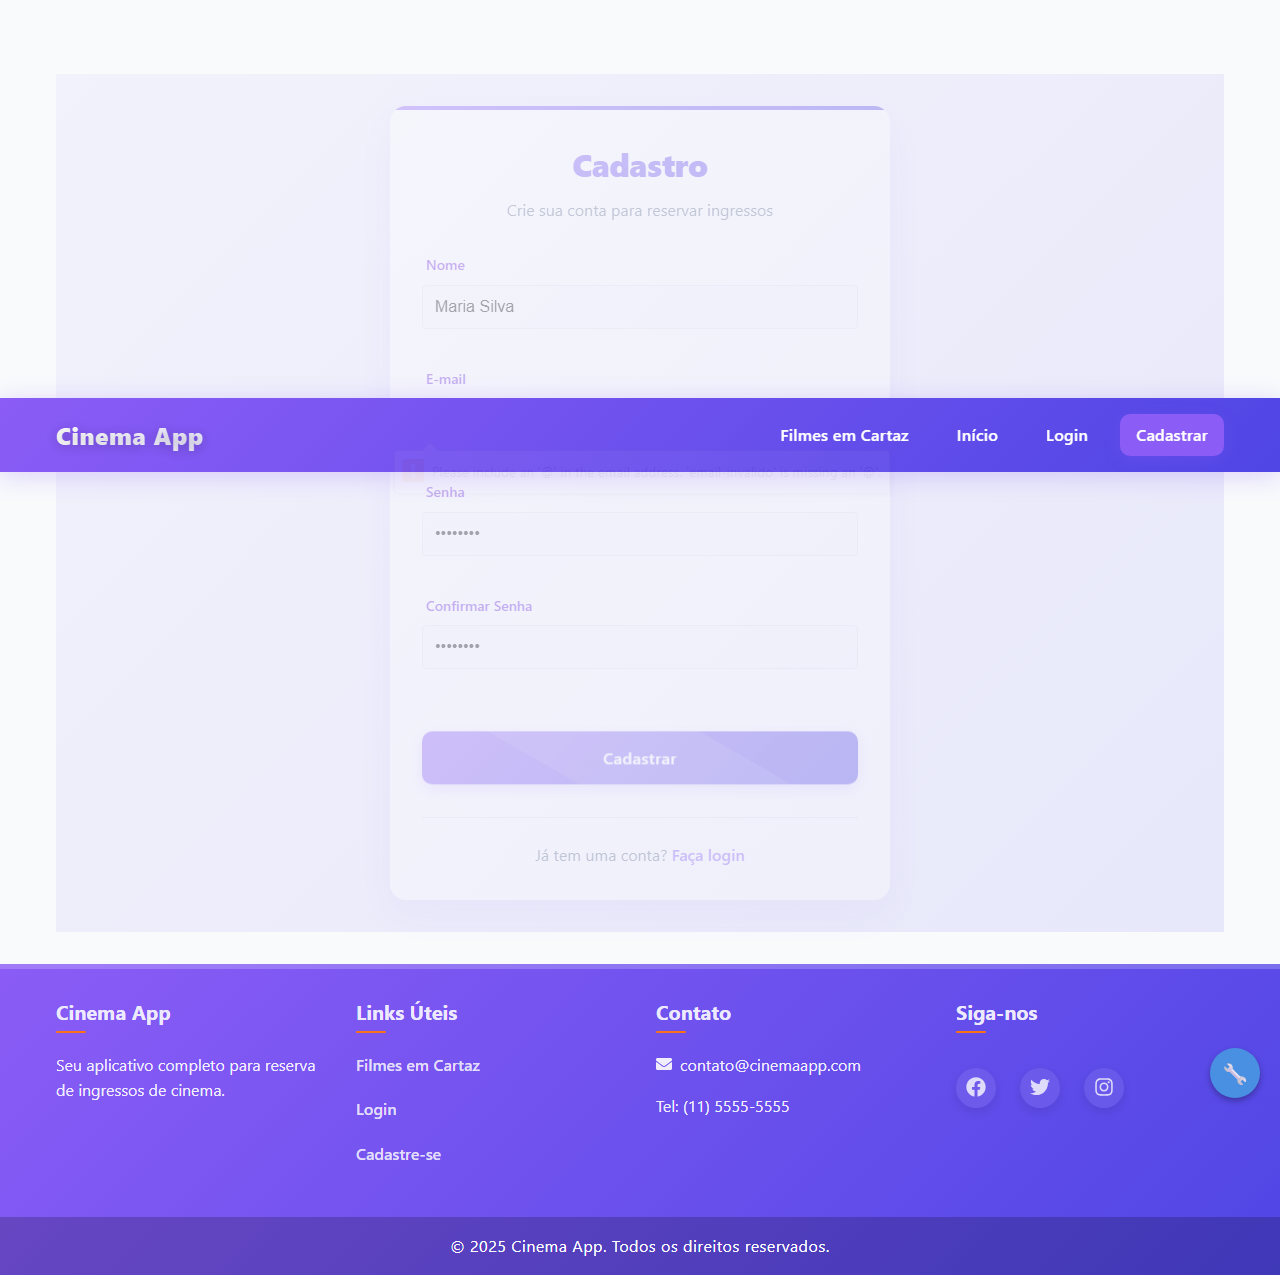 Cadastro
Crie sua conta para reservar ingressos
Nome
Maria Silva
E-mail
Cinema App
Filmes em Cartaz
Início
Login
Cadastrar
Please include an '@' in the email address. 'email-invalido' is missing an '@'.
Senha
••••••••
Confirmar Senha
••••••••
Cadastrar
Já tem uma conta? Faça login
Cinema App
Seu aplicativo completo para reserva
de ingressos de cinema.
Links Úteis
Filmes em Cartaz
Login
Cadastre-se
Contato
contato@cinemaapp.com
Tel: (11) 5555-5555
Siga-nos
© 2025 Cinema App. Todos os direitos reservados.